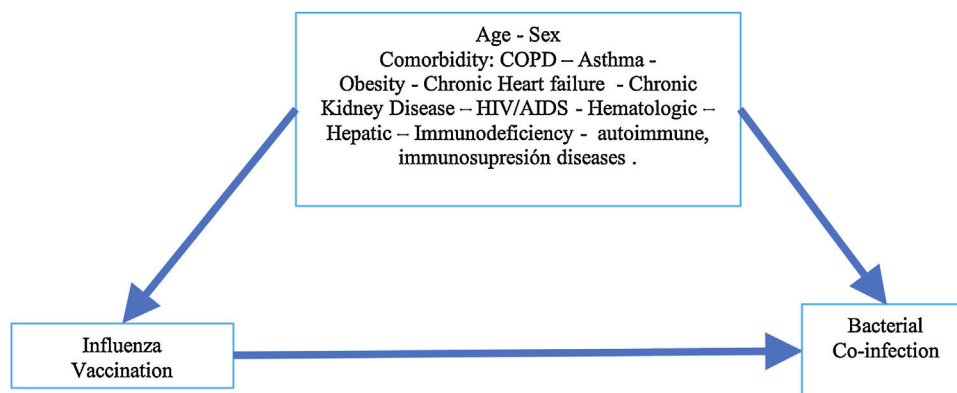 Age - Sex
Comorbidity: COPD – Asthma -
Obesity - Chronic Heart failure - Chronic
Kidney Disease – HIV/AIDS - Hematologic –
Hepatic – Immunodeficiency - autoimmune,
immunosupresión diseases .
Influenza
Vaccination
Bacterial
Co-infection